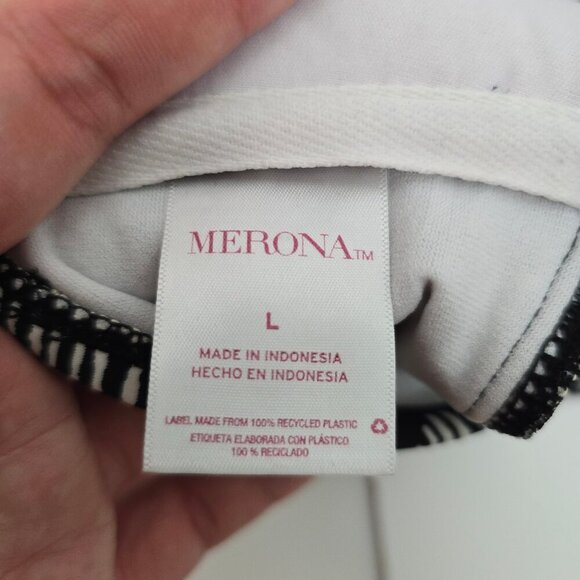 MERONA™
L
MADE IN INDONESIA
HECHO EN INDONESIA
LABEL MADE FROM 100% RECYCLED PLASTIC
ETIQUETA ELABORADA CON PLÁSTICO
100 % RECICLADO